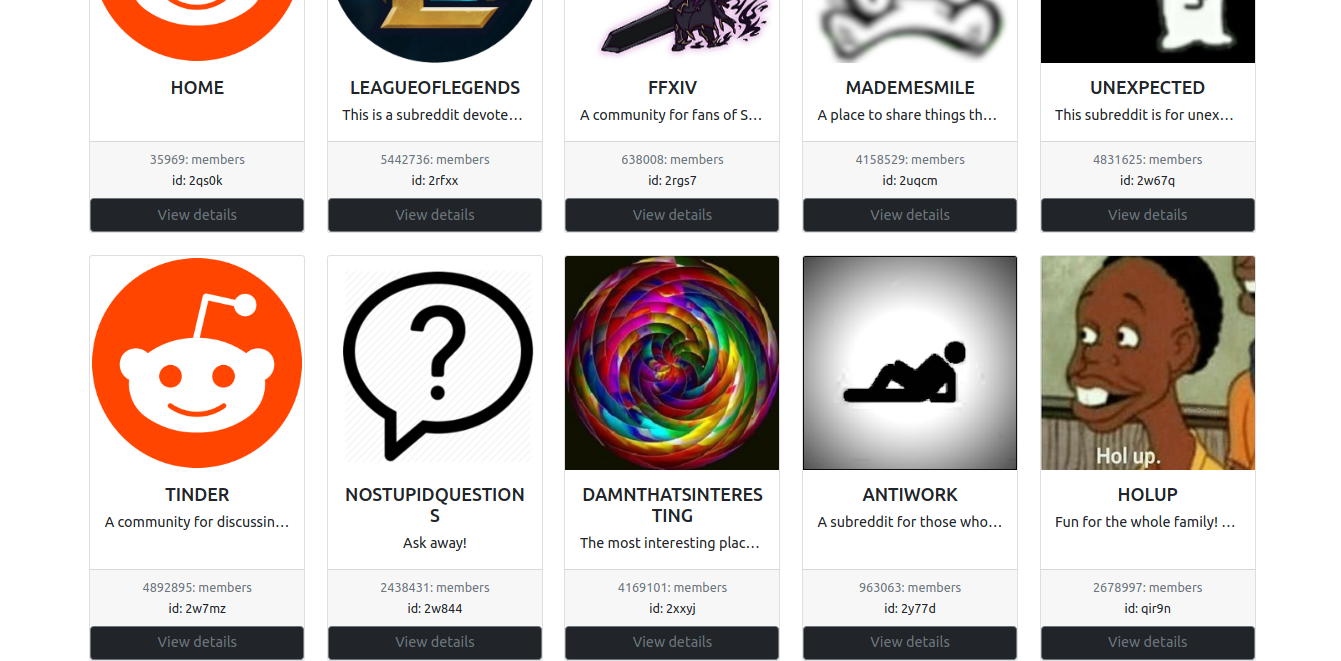 HOME
LEAGUEOFLEGENDS
This is a subreddit devote...
FFXIV
A community for fans of S...
MADEMESMILE
A place to share things th...
UNEXPECTED
This subreddit is for unex...
35969: members
id: 2qs0k
View details
5442736: members
id: 2rfxx
View details
638008: members
id: 2rgs7
View details
4158529: members
id: 2uqcm
View details
4831625: members
id: 2w67q
View details
?
Hol up.
TINDER
A community for discussin...
NOSTUPIDQUESTION
S
Ask away!
DAMNTHATSINTERES
TING
The most interesting plac...
ANTIWORK
A subreddit for those who...
HOLUP
Fun for the whole family! ...
4892895: members
id: 2w7mz
View details
2438431: members
id: 2w844
View details
4169101: members
id: 2xxyj
View details
963063: members
id: 2y77d
View details
2678997: members
id: qir9n
View details